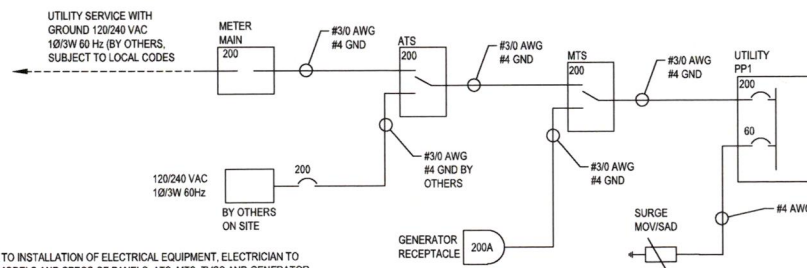 UTILITY SERVICE WITH
GROUND 120/240 VAC
1Ø/3W 60 Hz (BY OTHERS,
SUBJECT TO LOCAL CODES
METER
MAIN
200
#3/0 AWG
#4 GND
ATS
200
#3/0 AWG
#4 GND
MTS
200
#3/0 AWG
#4 GND
UTILITY
PP1
200
60
120/240 VAC
1Ø/3W 60Hz
200
BY OTHERS
ON SITE
#3/0 AWG
#4 GND BY
OTHERS
#3/0 AWG
#4 GND
GENERATOR
RECEPTACLE
200A
SURGE
MOV/SAD
#4 AWG
TO INSTALLATION OF ELECTRICAL EQUIPMENT, ELECTRICIAN TO